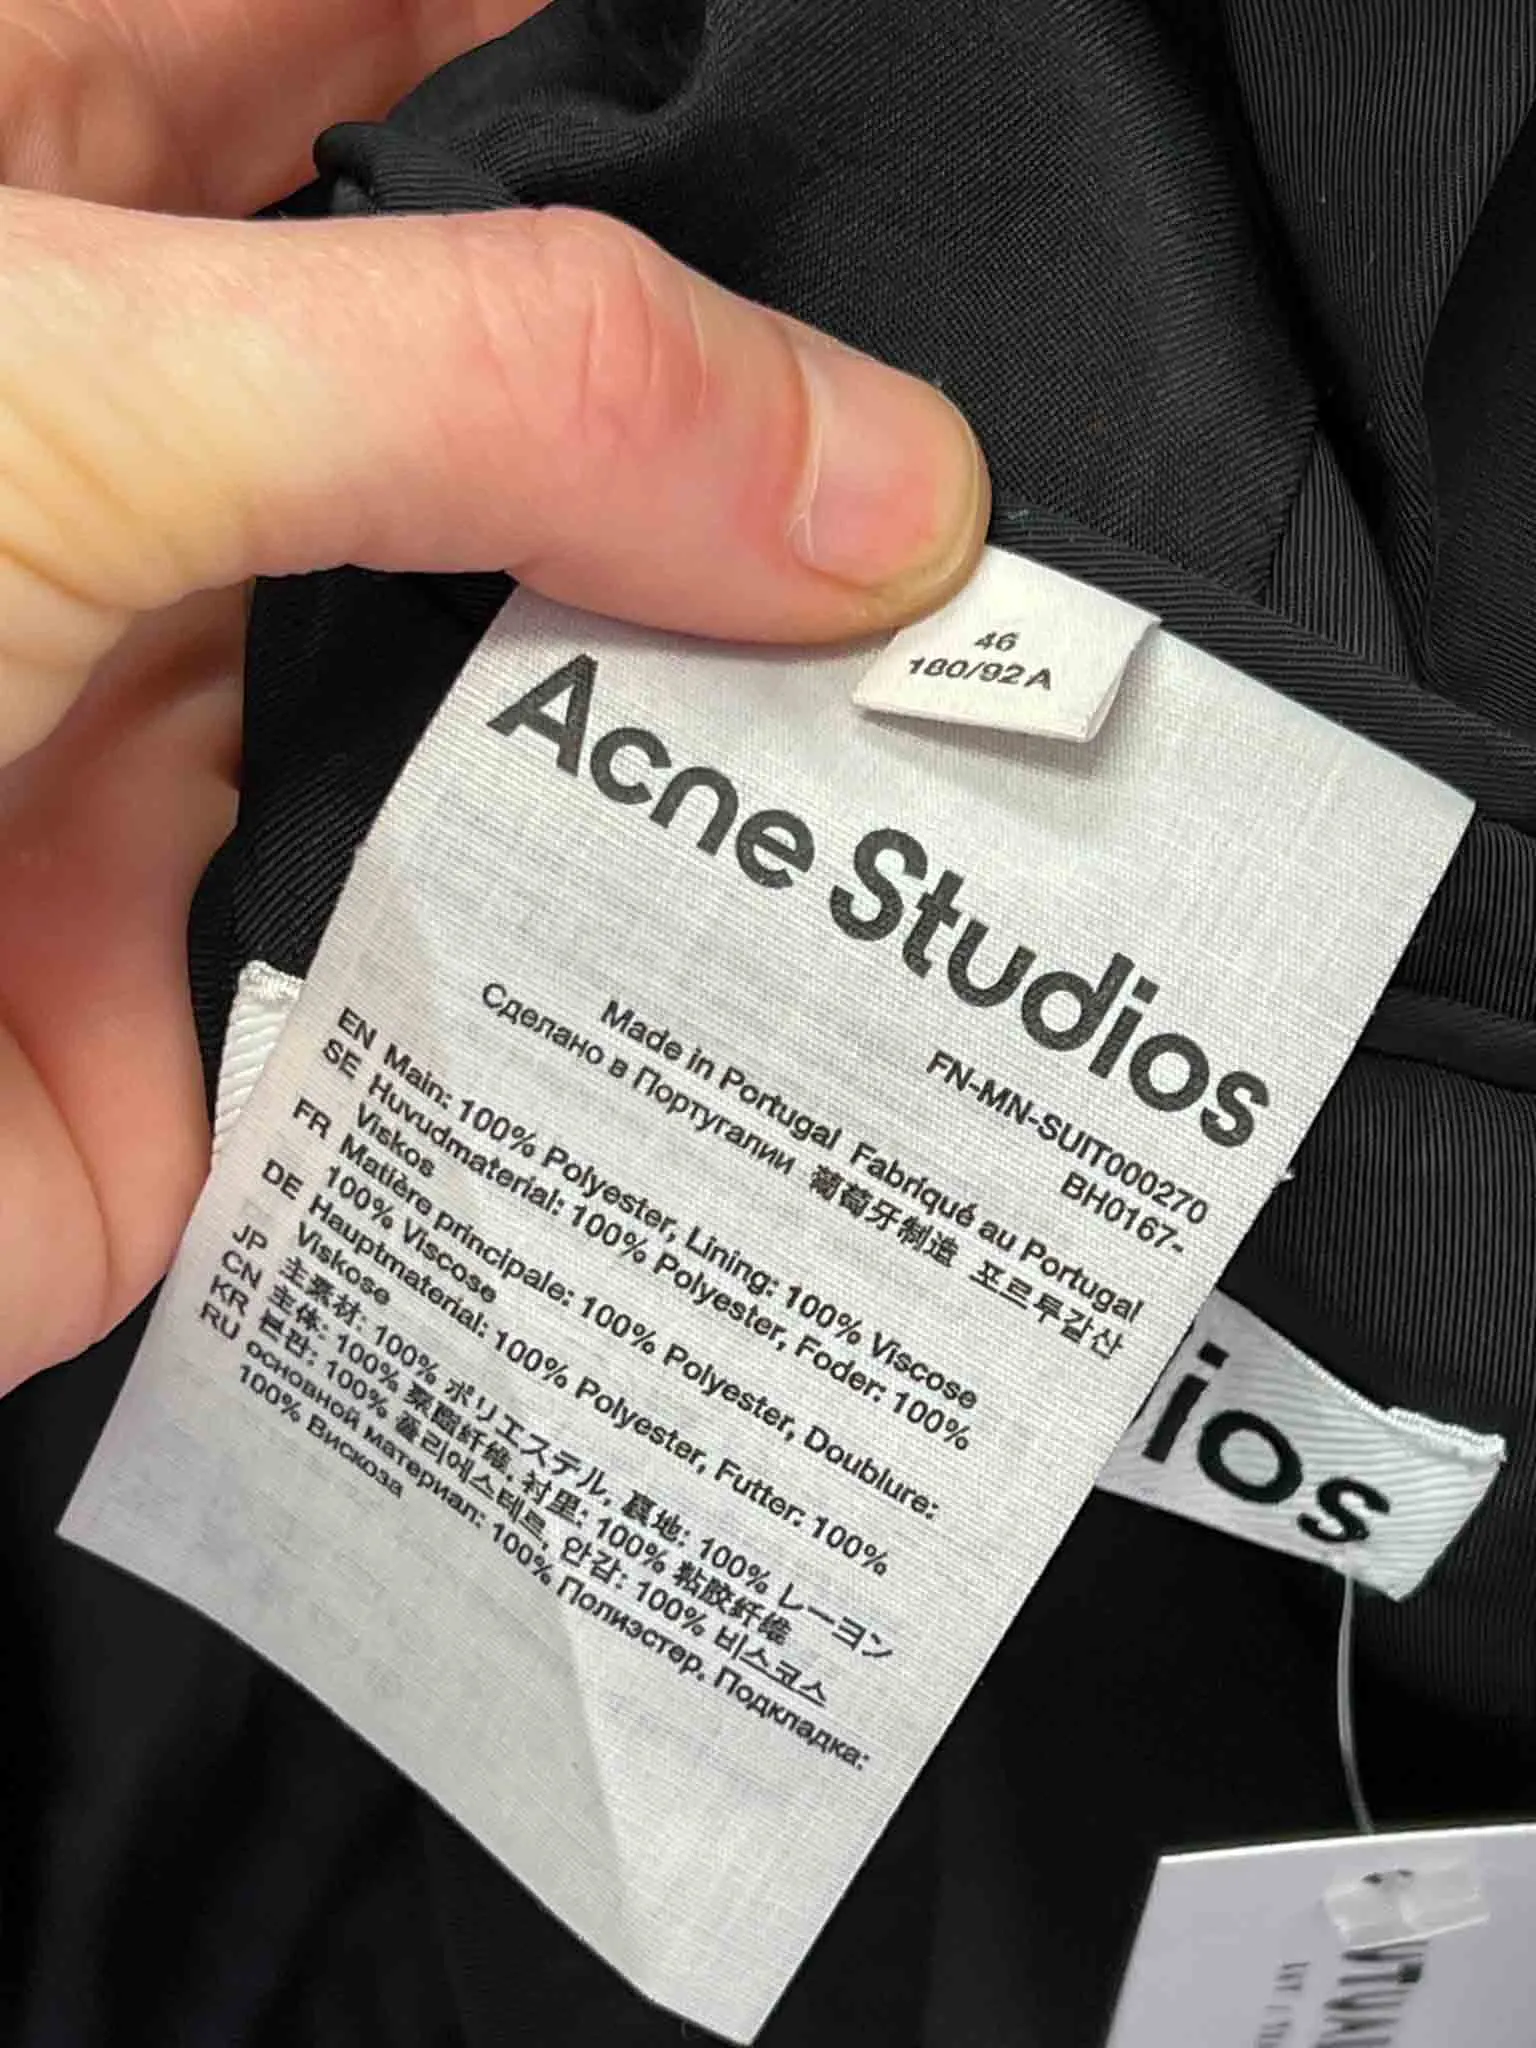 46
180/92A
Acne Studios
FN-MN-SUIT000270
BH0167-
Made in Portugal Fabriqué au Portugal
Сделано в Португалии 葡萄牙制造 포르투갈산
EN Main: 100% Polyester, Lining: 100% Viscose
SE Huvudmaterial: 100% Polyester, Foder: 100%
Viskos
FR Matière principale: 100% Polyester, Doublure:
100% Viscose
DE Hauptmaterial: 100% Polyester, Futter: 100%
Viskose
JP 主素材: 100% ポリエステル, 裏地: 100% レーヨン
CN 主体: 100% 聚酯纤维, 衬里: 100% 粘胶纤维
KR 본판: 100% 폴리에스테르, 안감: 100% 비스코스
RU основной материал: 100% Полиэстер, Подкладка:
100% Вискоза
ios